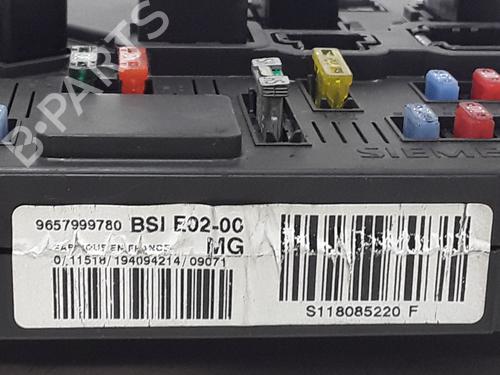 B-PARTS
SIEMENS
9657999780 BSI E02-00
FABRIQUE EN FRANCE MG
0/.11518/194094214/09071
S118085220 F